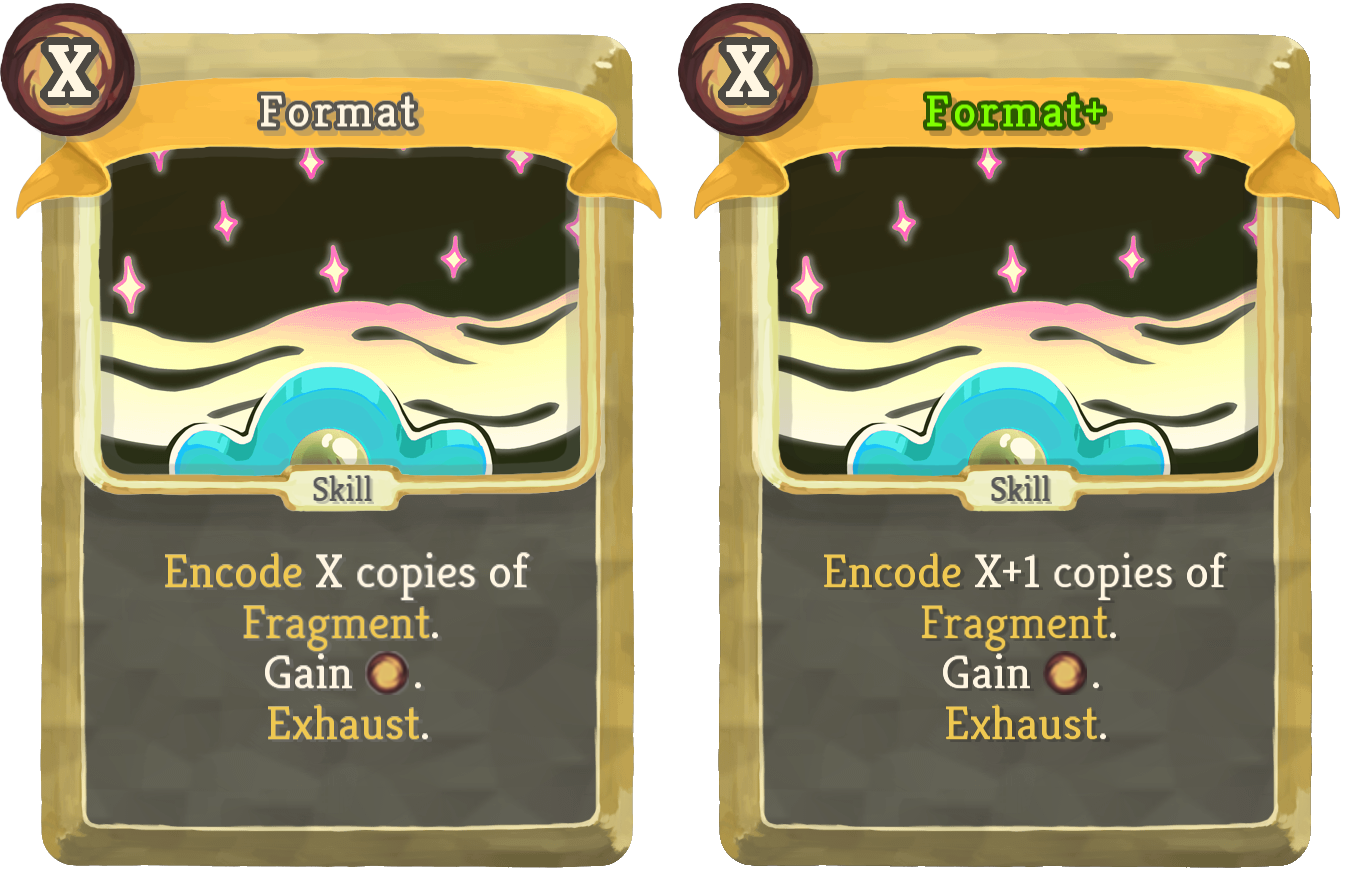 X
Format
Skill
Encode X copies of
Fragment.
Gain .
Exhaust.
X
Format+
Skill
Encode X+1 copies of
Fragment.
Gain .
Exhaust.